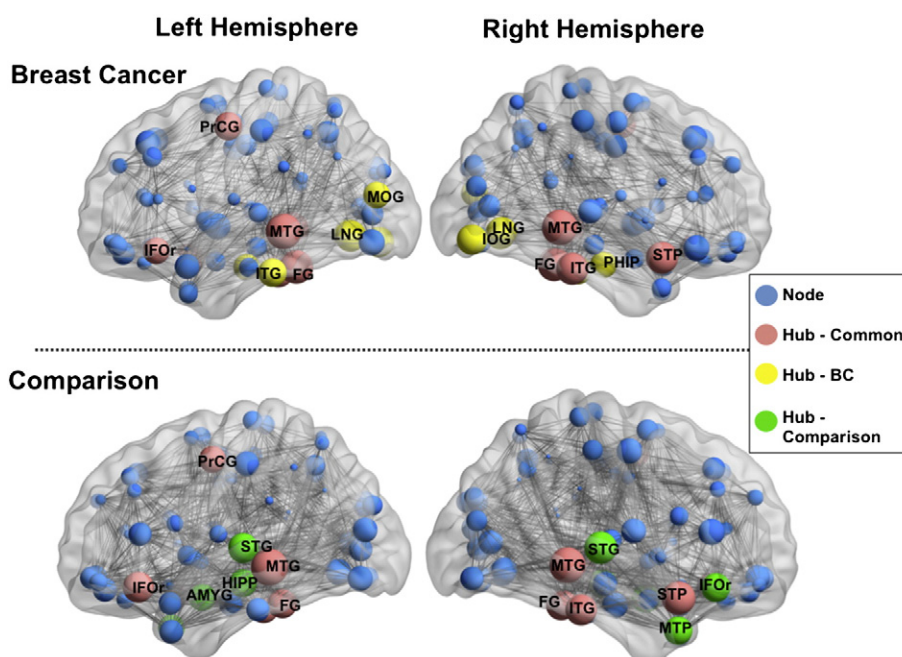 Left Hemisphere
Right Hemisphere
Breast Cancer
PrCG
MOG
MTG
LNG
IFOr
ITG
FG
LNG
IOG
MTG
FG
ITG
PHIP
STP
Node
Hub - Common
Hub - BC
Hub -
Comparison
Comparison
PrCG
STG
MTG
HIPP
IFOr
AMYG
FG
STG
MTG
IFOr
FG
ITG
STP
MTP